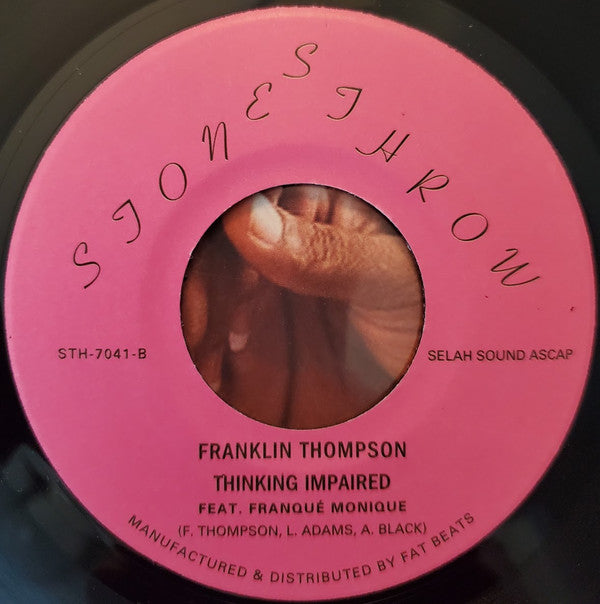 STONES THROW
STH-7041-B
SELAH SOUND ASCAP
FRANKLIN THOMPSON
THINKING IMPAIRED
FEAT. FRANQUÉ MONIQUE
(F. THOMPSON, L. ADAMS, A. BLACK)
MANUFACTURED & DISTRIBUTED BY FAT BEATS